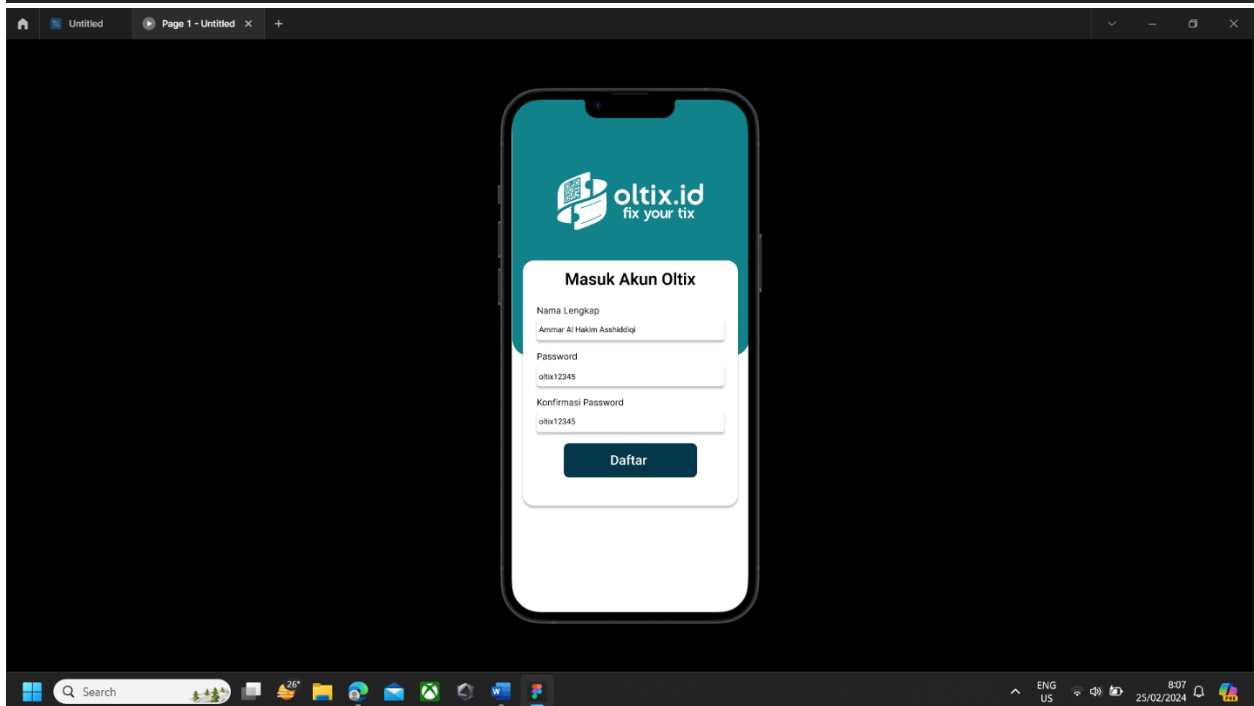 Untitled
Page 1 - Untitled
oltix.id
fix your tix
Masuk Akun Oltix
Nama Lengkap
Ammar Al Hakim Asshiddiqi
Password
oltix12345
Konfirmasi Password
oltix12345
Daftar
Search
26°
ENG
US
8:07
25/02/2024